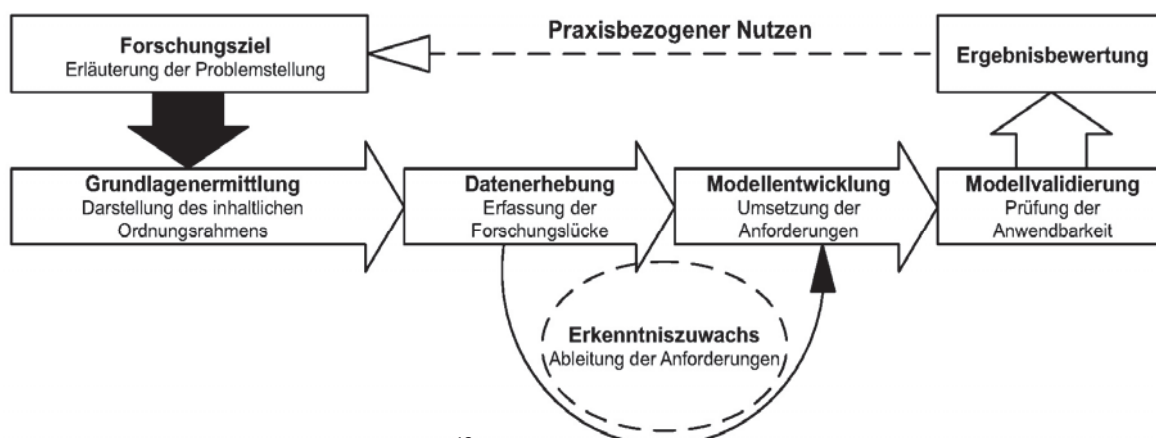 Praxisbezogener Nutzen
Forschungsziel
Erläuterung der Problemstellung
Ergebnisbewertung
Grundlagenermittlung
Darstellung des inhaltlichen
Ordnungsrahmens
Datenerhebung
Erfassung der
Forschungslücke
Modellentwicklung
Umsetzung der
Anforderungen
Modellvalidierung
Prüfung der
Anwendbarkeit
Erkenntniszuwachs
Ableitung der Anforderungen